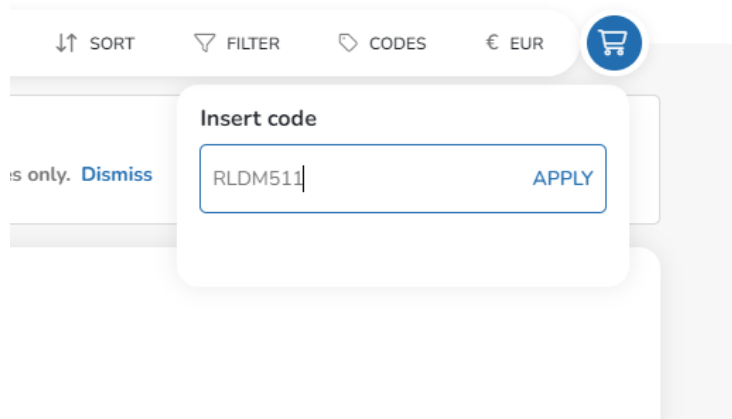 SORT FILTER CODES € EUR
Insert code
RLDM511 APPLY
only. Dismiss